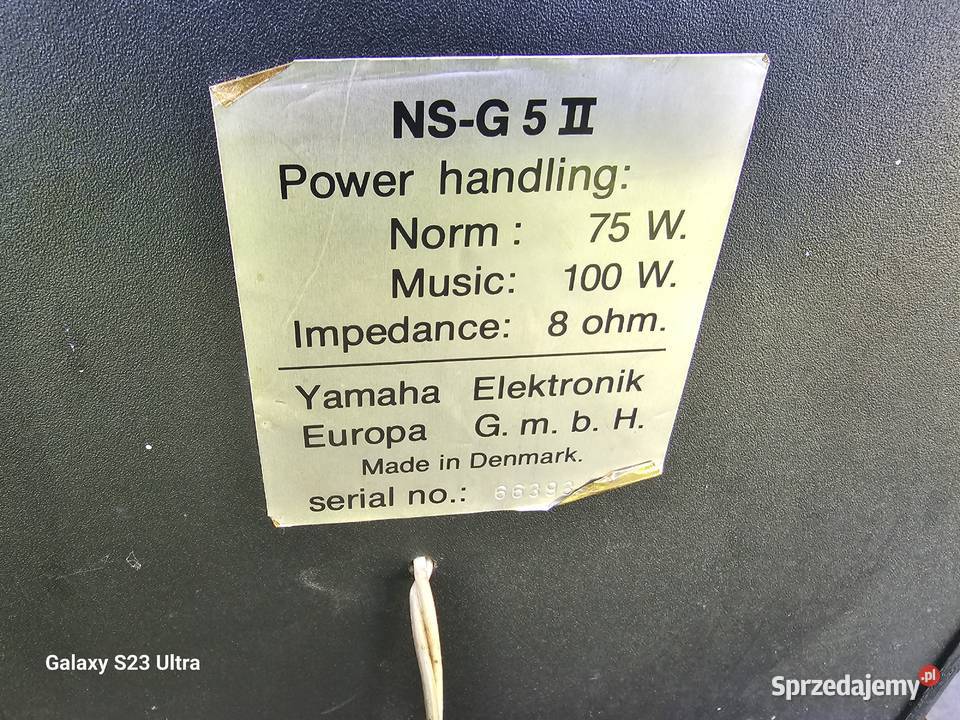 NS-G 5 II
Power handling:
Norm : 75 W.
Music: 100 W.
Impedance: 8 ohm.
Yamaha Elektronik
Europa G. m. b. H.
Made in Denmark.
serial no.: 66393
Galaxy S23 Ultra
Sprzedajemy.pl